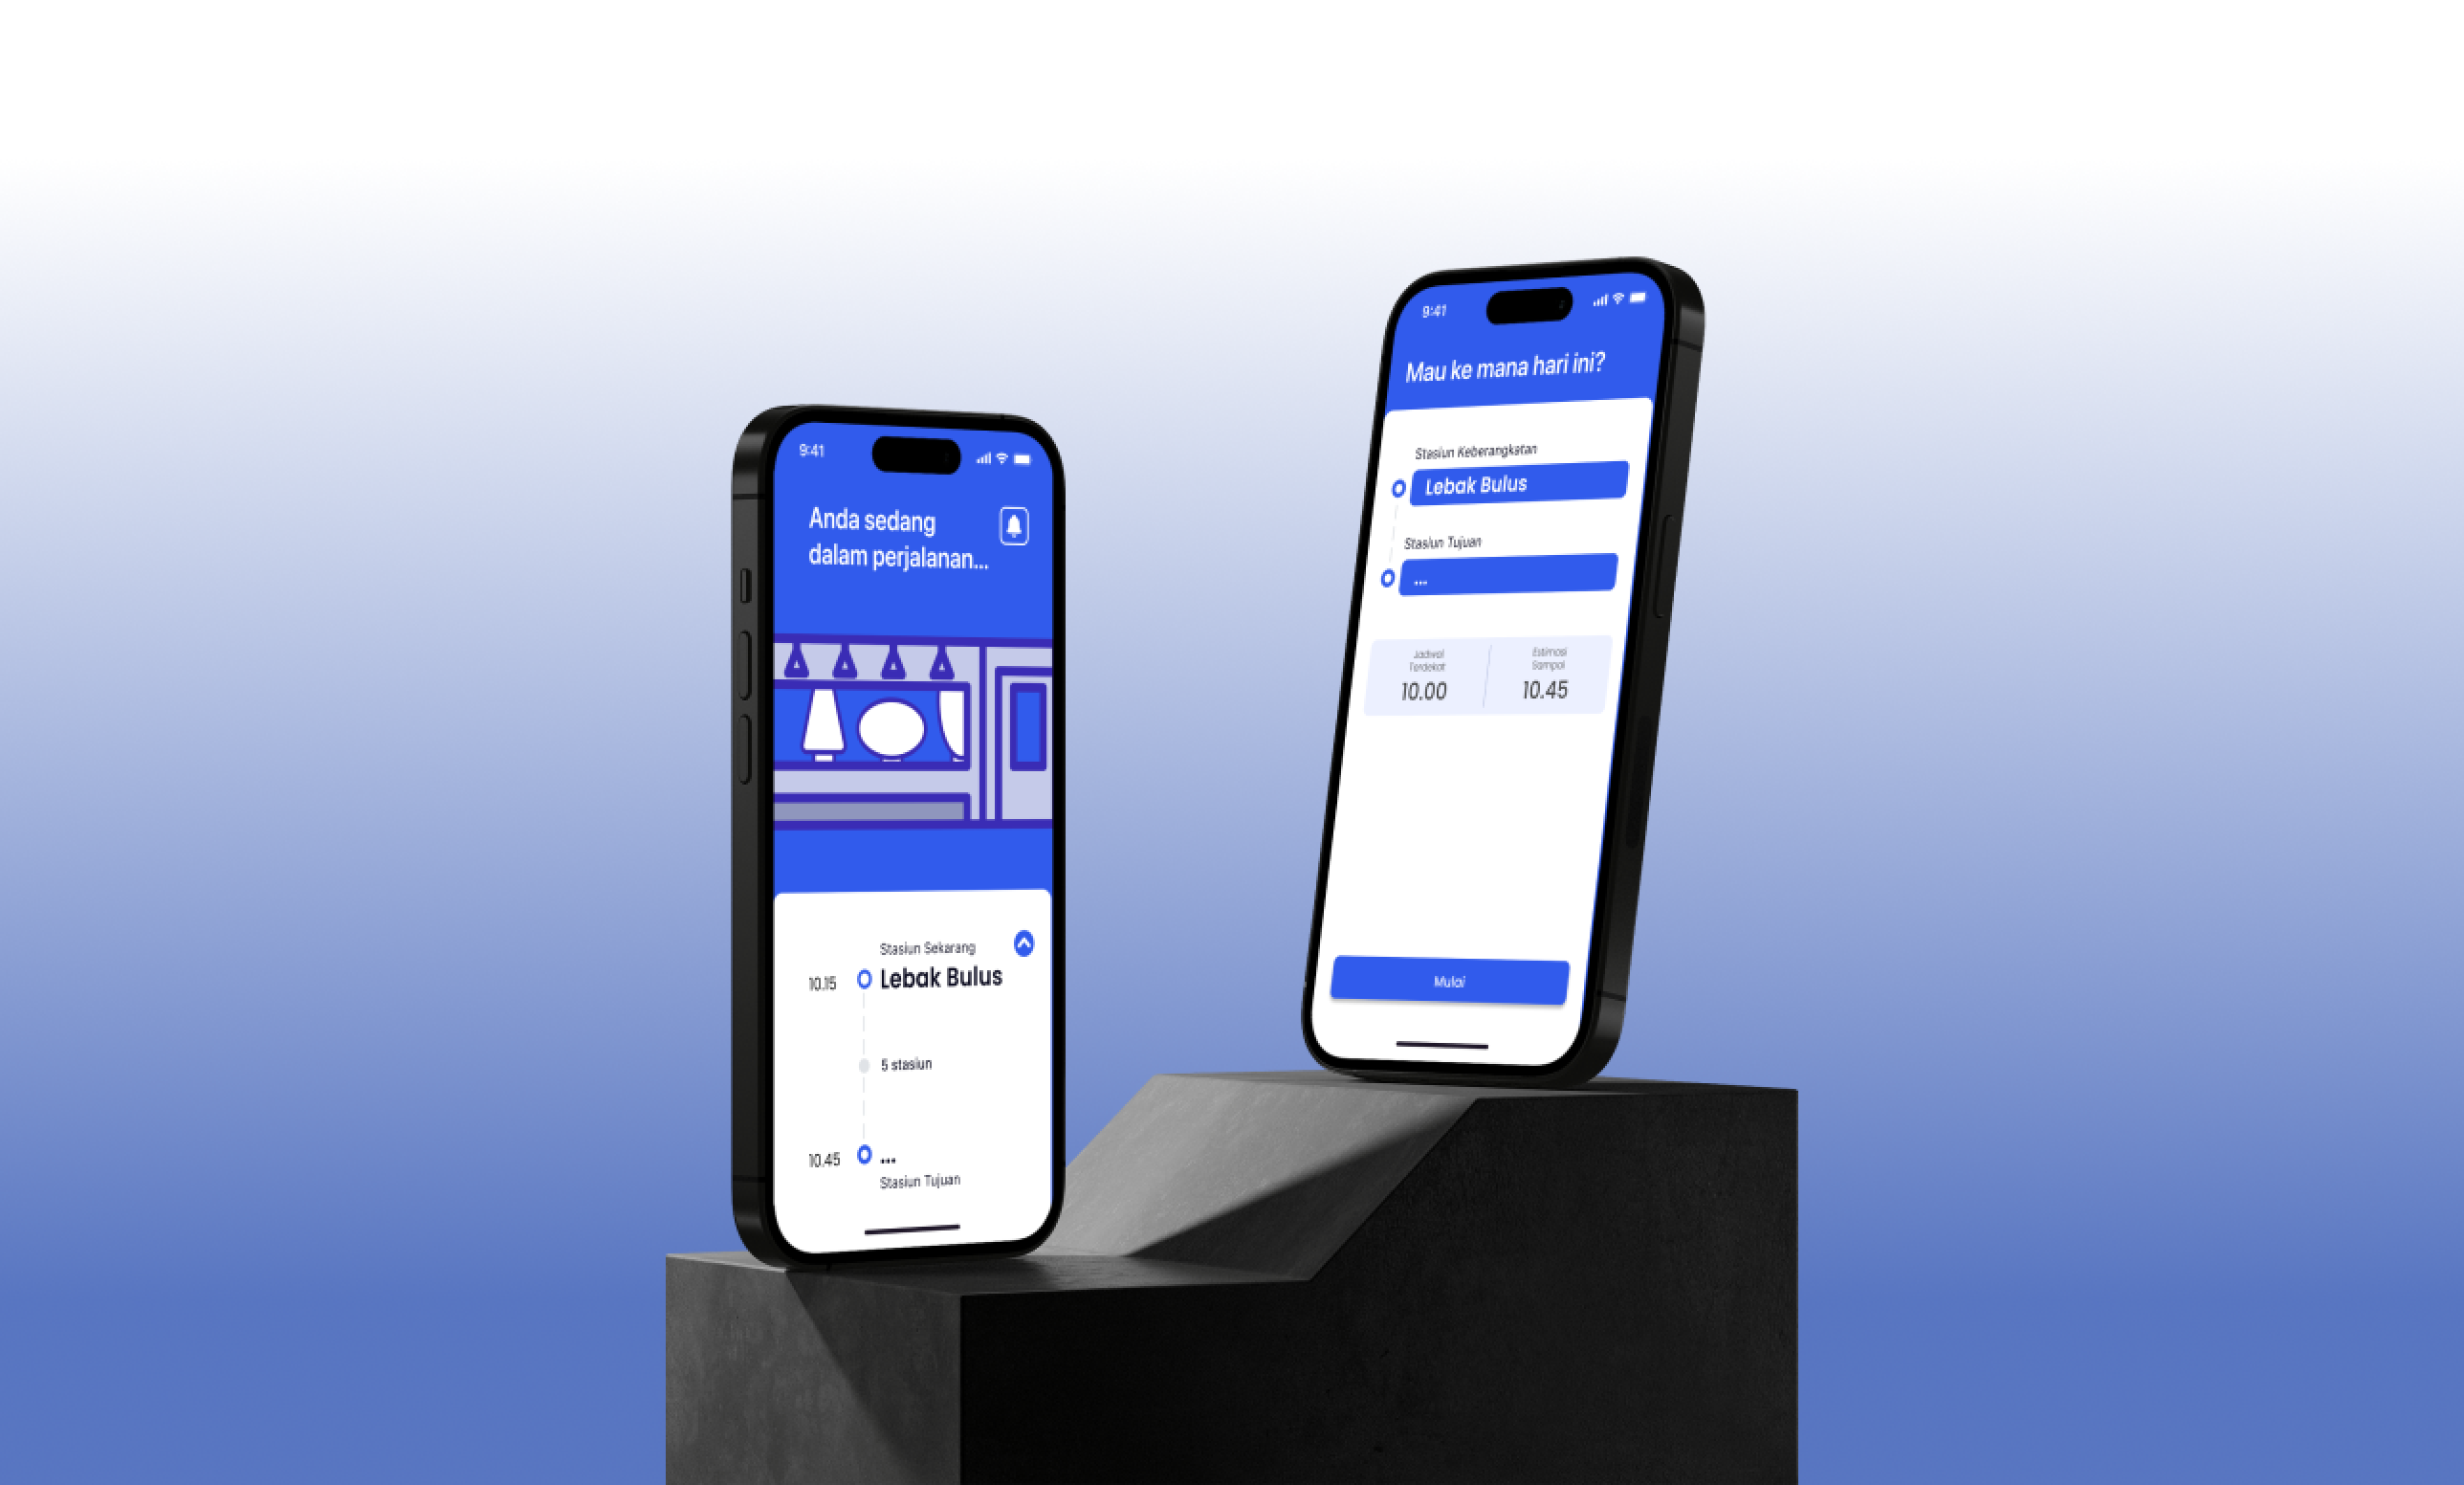 9:41
Anda sedang
dalam perjalanan...
Stasiun Sekarang
10.15 Lebak Bulus
5 stasiun
10.45 ...
Stasiun Tujuan
9:41
Mau ke mana hari ini?
Stasiun Keberangkatan
Lebak Bulus
Stasiun Tujuan
...
Jadwal
Terdekat
10.00
Estimasi
Sampai
10.45
Mulai